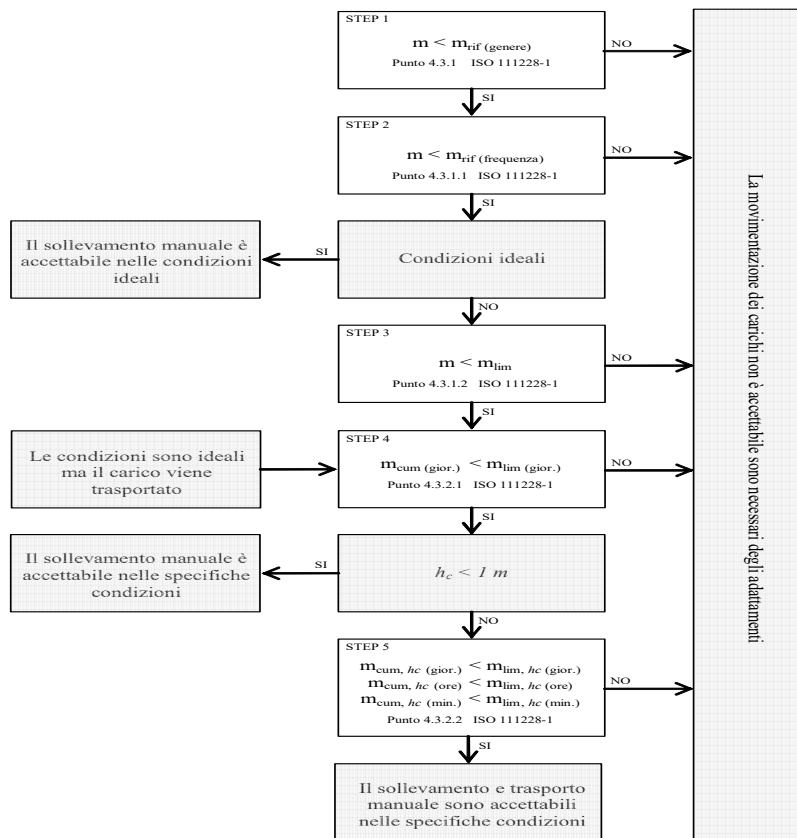 STEP 1
m < mrif (genere)
Punto 4.3.1 ISO 111228-1
NO
SI
STEP 2
m < mrif (frequenza)
Punto 4.3.1.1 ISO 111228-1
NO
SI
Il sollevamento manuale è
accettabile nelle condizioni
ideali
SI
Condizioni ideali
NO
STEP 3
m < mlim
Punto 4.3.1.2 ISO 111228-1
NO
SI
Le condizioni sono ideali
ma il carico viene
trasportato
STEP 4
mcum (gior.) < mlim (gior.)
Punto 4.3.2.1 ISO 111228-1
NO
SI
Il sollevamento manuale è
accettabile nelle specifiche
condizioni
SI
hc < 1 m
NO
STEP 5
mcum, hc (gior.) < mlim, hc (gior.)
mcum, hc (ore) < mlim, hc (ore)
mcum, hc (min.) < mlim, hc (min.)
Punto 4.3.2.2 ISO 111228-1
NO
SI
Il sollevamento e trasporto
manuale sono accettabili
nelle specifiche condizioni
La movimentazione dei carichi non è accettabile sono necessari degli adattamenti